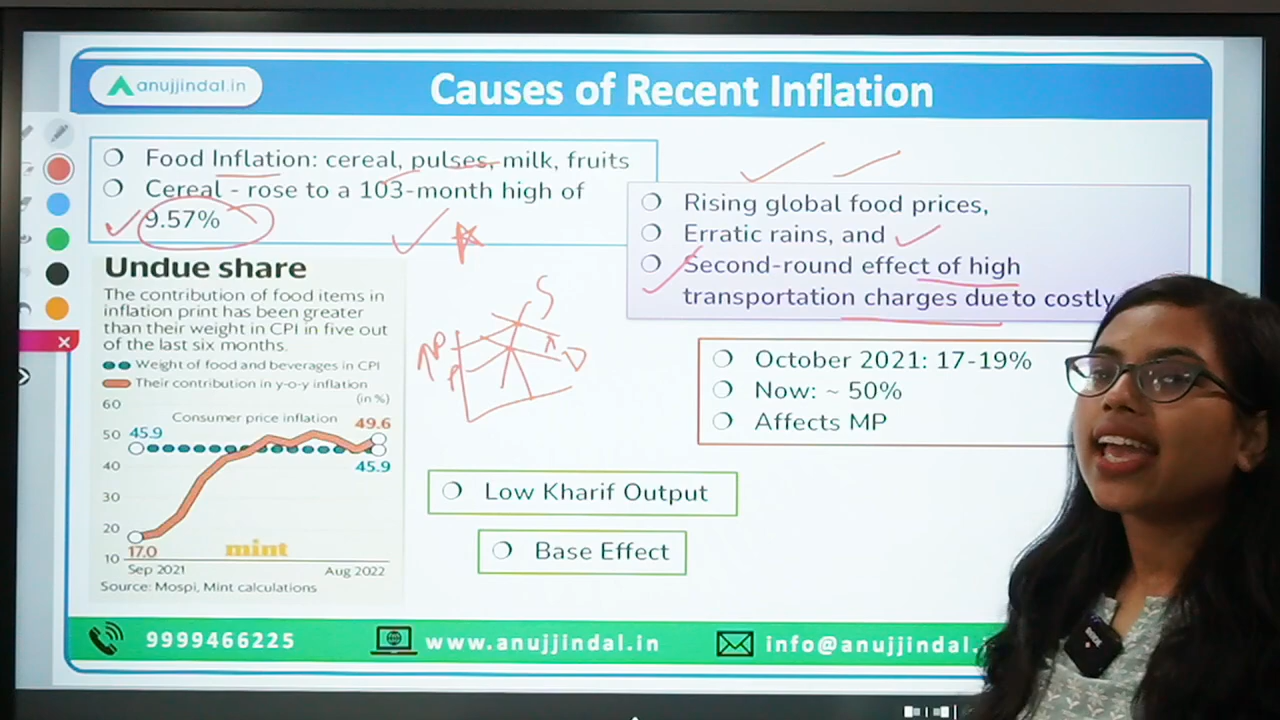 anujjindal.in
Causes of Recent Inflation
Food Inflation: cereal, pulses, milk, fruits
Cereal - rose to a 103-month high of
9.57%
Rising global food prices,
Erratic rains, and
Second-round effect of high
transportation charges due to costly
Undue share
The contribution of food items in
inflation print has been greater
than their weight in CPI in five out
of the last six months.
Weight of food and beverages in CPI
Their contribution in y-o-y inflation
(in %)
Consumer price inflation
60
50
40
30
20
10
45.9
49.6
45.9
17.0
mint
Sep 2021
Aug 2022
Source: Mospi, Mint calculations
S
D
P
P
October 2021: 17-19%
Now: ~ 50%
Affects MP
Low Kharif Output
Base Effect
9999466225
www.anujjindal.in
info@anujjindal.